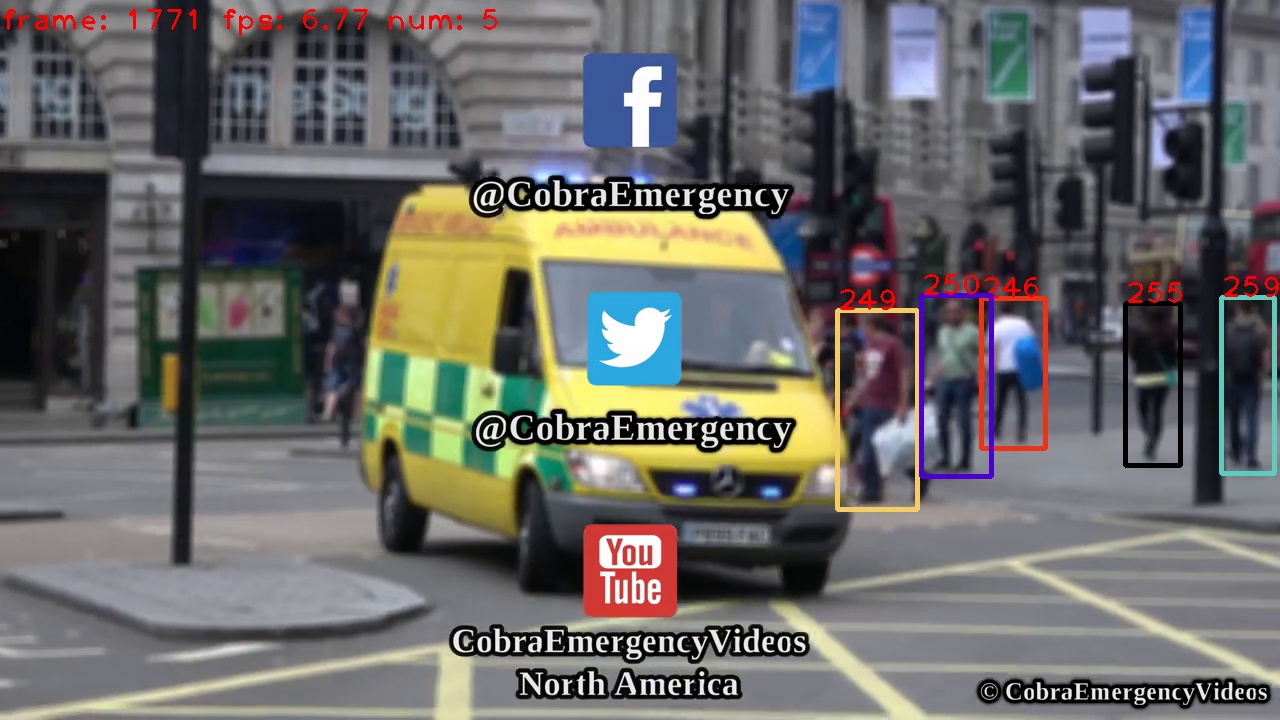 frame: 1771 fps: 6.77 num: 5
f
@CobraEmergency
AMBULANCE
@CobraEmergency
249
250
246
255
259
You
Tube
CobraEmergencyVideos
North America
© CobraEmergencyVideos